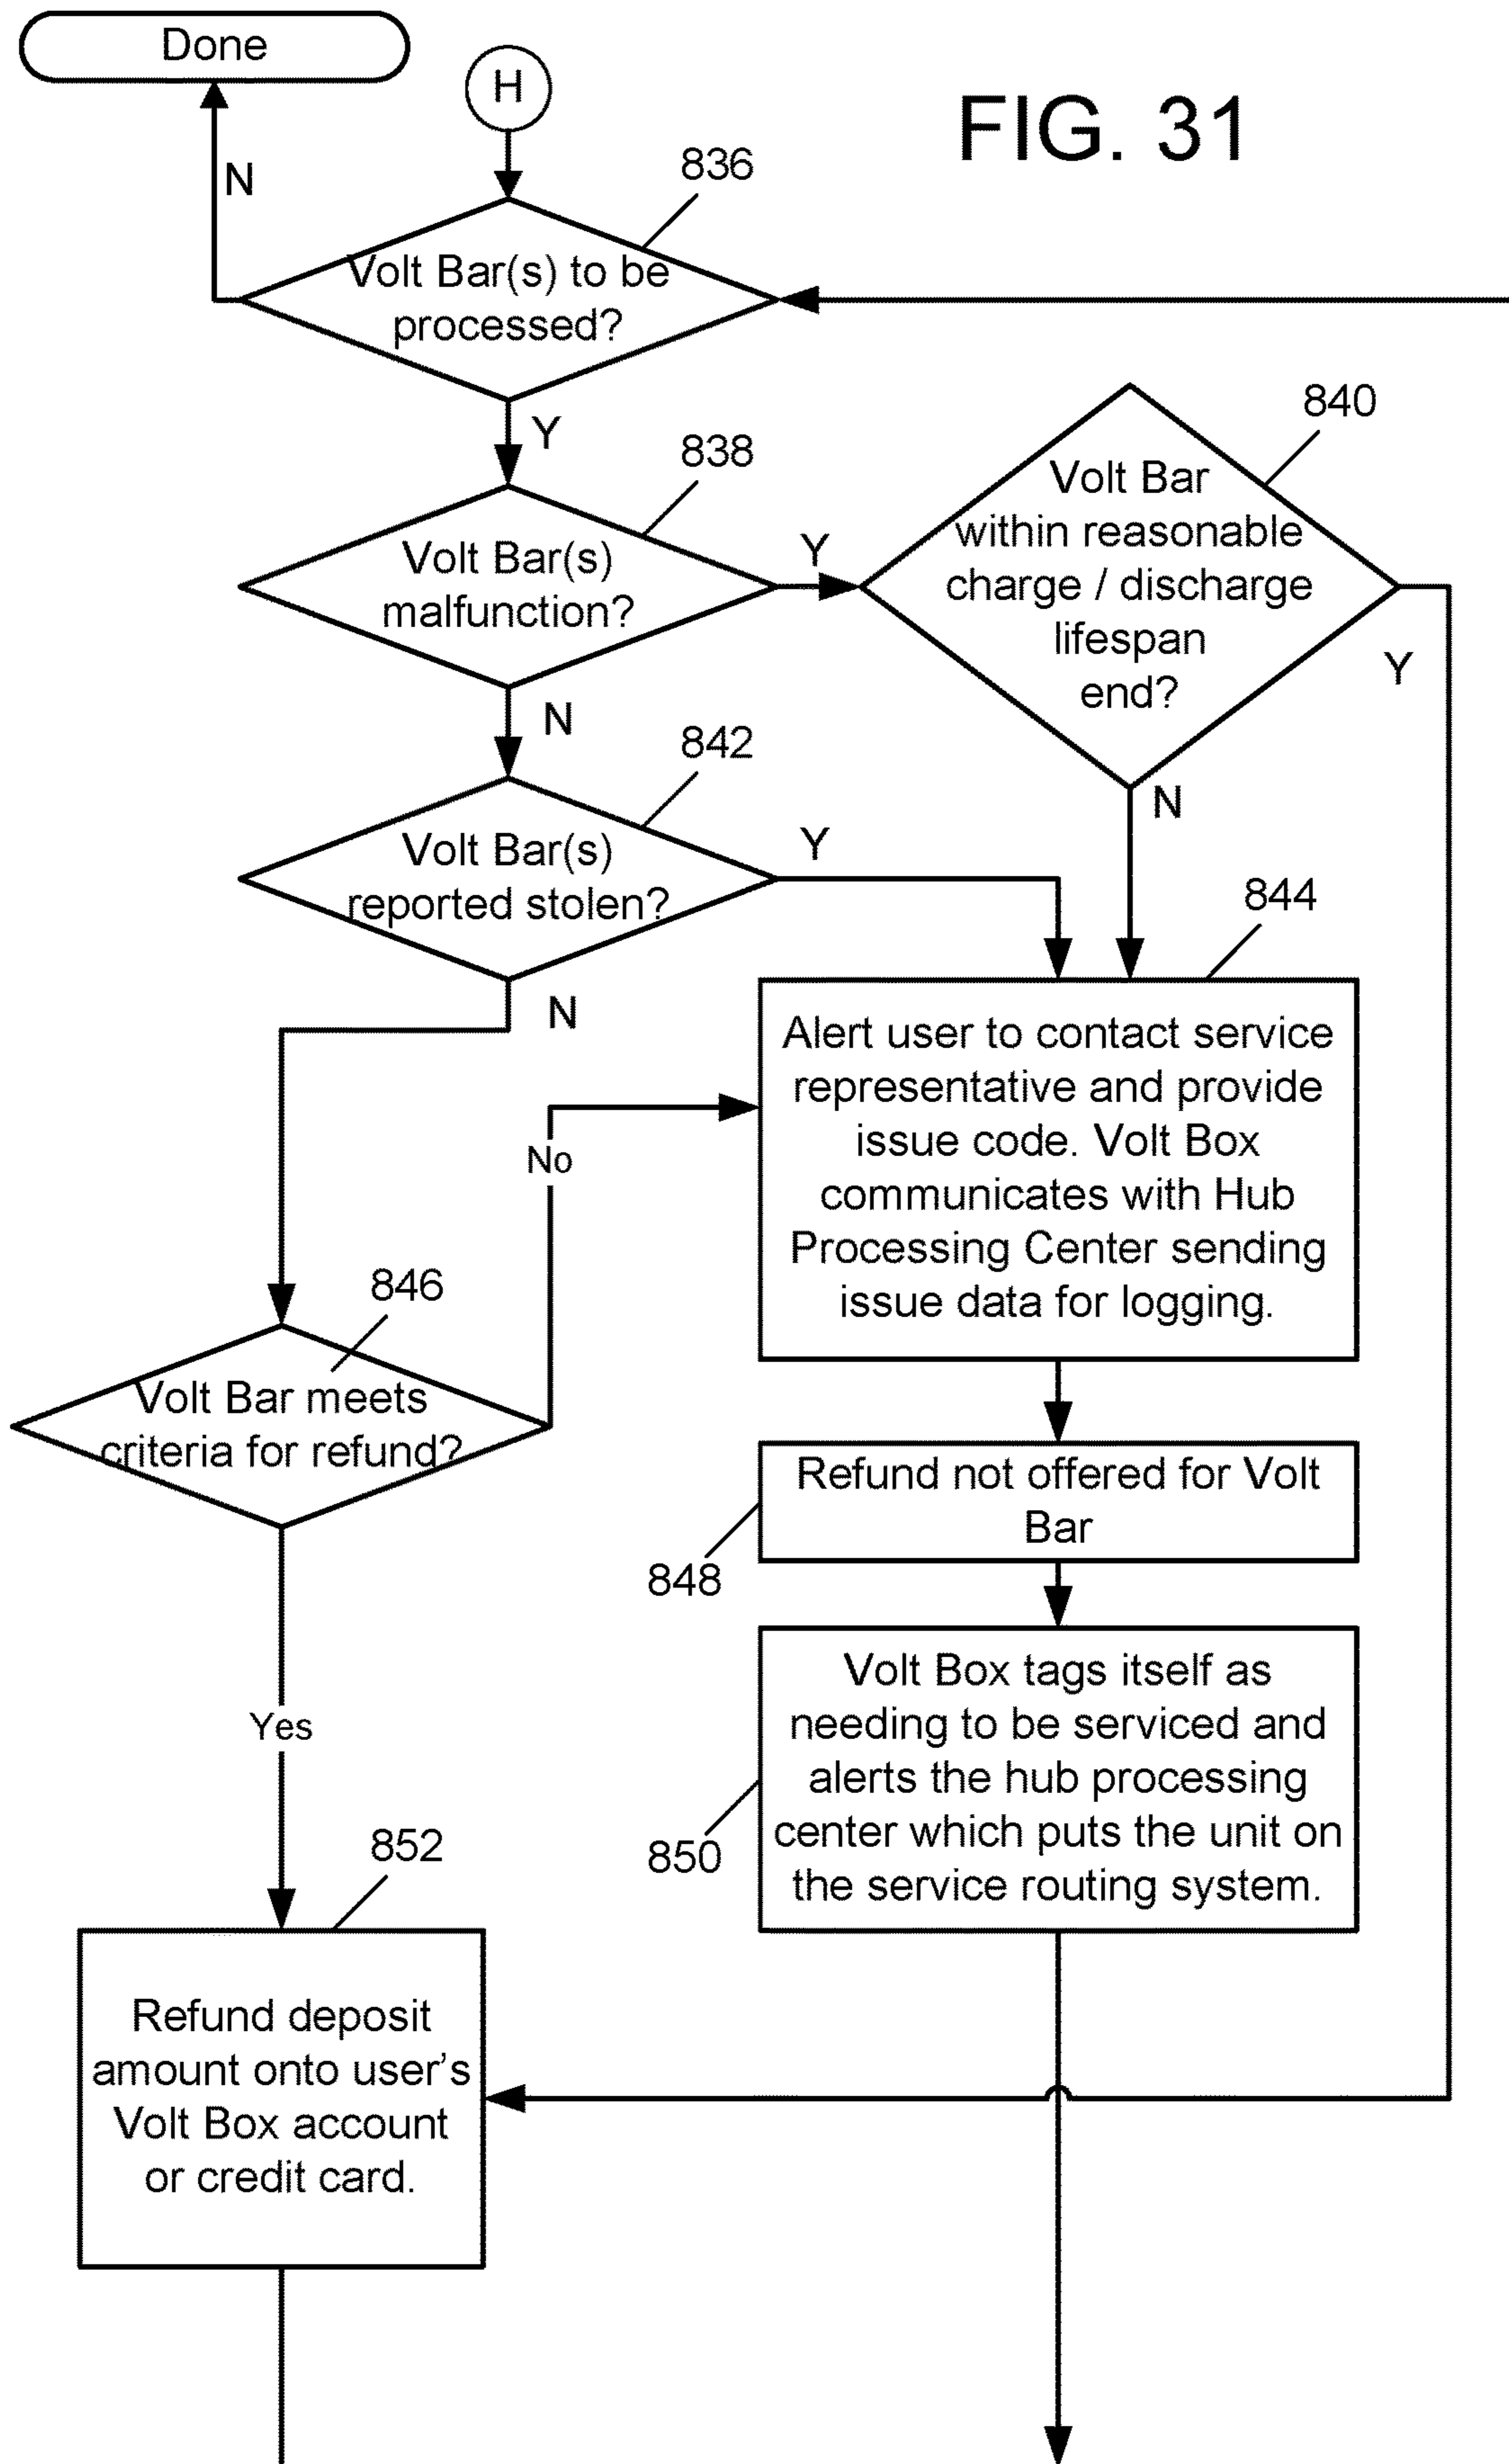 Done
H
FIG. 31
N
836
Volt Bar(s) to be
processed?
Y
838
Volt Bar(s)
malfunction?
Y
840
Volt Bar
within reasonable
charge / discharge
lifespan
end?
Y
N
N
842
Volt Bar(s)
reported stolen?
Y
N
844
Alert user to contact service
representative and provide
issue code. Volt Box
communicates with Hub
Processing Center sending
issue data for logging.
No
846
Volt Bar meets
criteria for refund?
Refund not offered for Volt
Bar
848
Volt Box tags itself as
needing to be serviced and
alerts the hub processing
center which puts the unit on
the service routing system.
850
Yes
852
Refund deposit
amount onto user's
Volt Box account
or credit card.